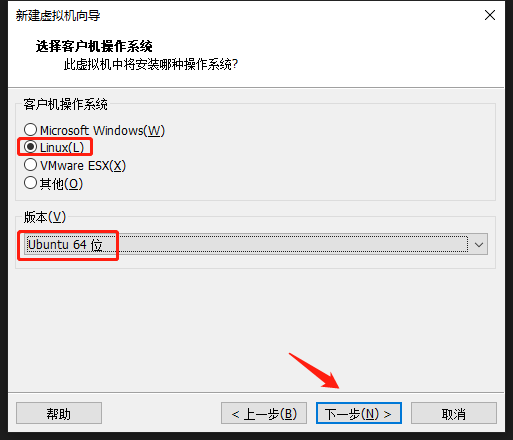 新建虚拟机向导
选择客户机操作系统
此虚拟机中将安装哪种操作系统?
客户机操作系统
Microsoft Windows(W)
Linux(L)
VMware ESX(X)
其他(O)
版本(V)
Ubuntu 64 位
帮助
< 上一步(B)
下一步(N) >
取消